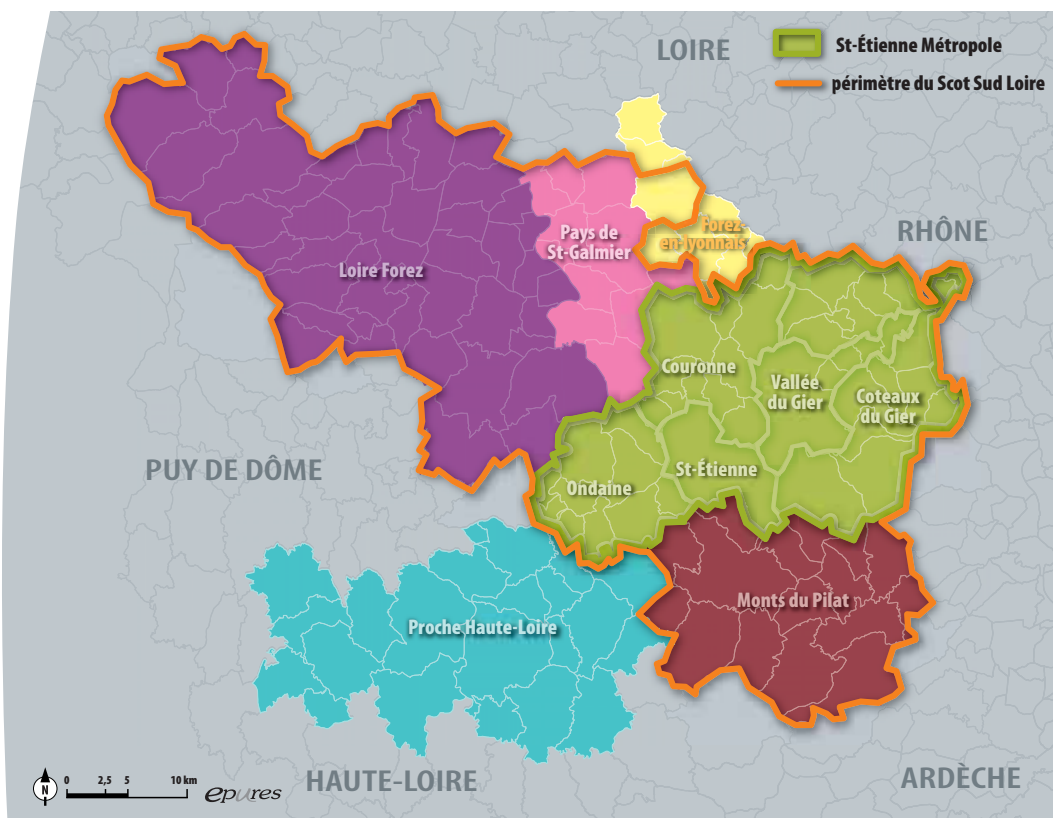 LOIRE
St-Étienne Métropole
périmètre du Scot Sud Loire
RHÔNE
Pays de
St-Galmier
Forez-
en-lyonnais
Loire Forez
Couronne
Vallée
du Gier
Coteaux
du Gier
PUY DE DÔME
St-Étienne
Ondaine
Monts du Pilat
Proche Haute-Loire
HAUTE-LOIRE
ARDÈCHE
N
0 2,5 5 10 km
epures